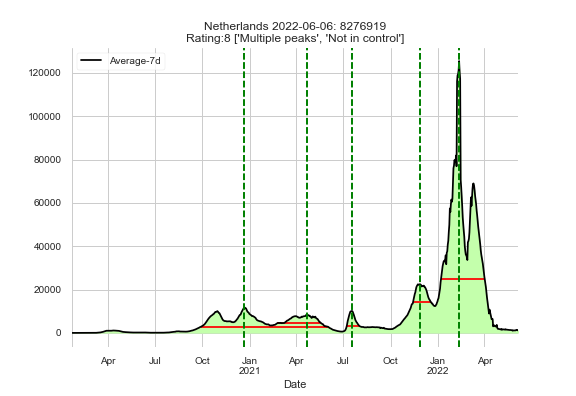 Netherlands 2022-06-06: 8276919
Rating:8 ['Multiple peaks', 'Not in control']
Average-7d
120000
100000
80000
60000
40000
20000
0
Apr Jul Oct Jan Apr Jul Oct Jan Apr
2021 2022
Date